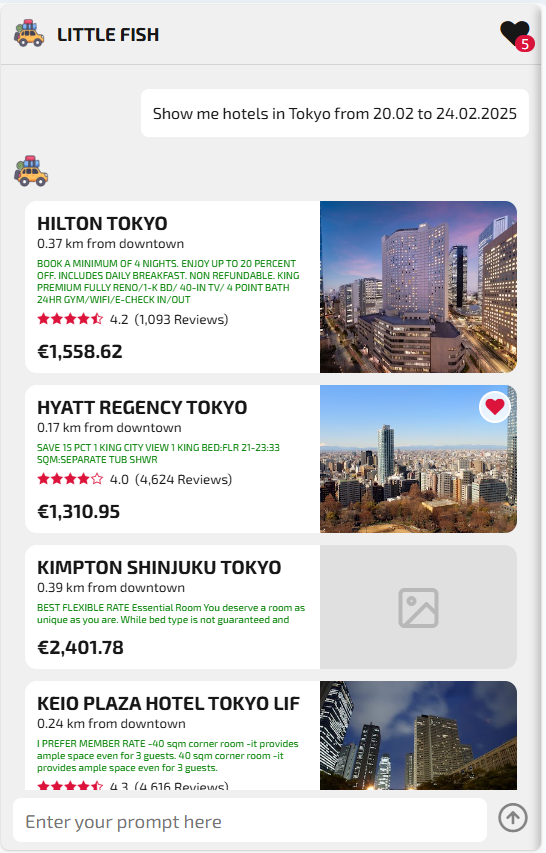 LITTLE FISH
5
Show me hotels in Tokyo from 20.02 to 24.02.2025
HILTON TOKYO
0.37 km from downtown
BOOK A MINIMUM OF 4 NIGHTS. ENJOY UP TO 20 PERCENT
OFF. INCLUDES DAILY BREAKFAST. NON REFUNDABLE. KING
PREMIUM FULLY RENO/1-K BD/ 40-IN TV/ 4 POINT BATH
24HR GYM/WIFI/E-CHECK IN/OUT
4.2 (1,093 Reviews)
€1,558.62
HYATT REGENCY TOKYO
0.17 km from downtown
SAVE 15 PCT 1 KING CITY VIEW 1 KING BED:FLR 21-23:33
SQM:SEPARATE TUB SHWR
4.0 (4,624 Reviews)
€1,310.95
KIMPTON SHINJUKU TOKYO
0.39 km from downtown
BEST FLEXIBLE RATE Essential Room You deserve a room as
unique as you are. While bed type is not guaranteed and
€2,401.78
KEIO PLAZA HOTEL TOKYO LIF
0.24 km from downtown
I PREFER MEMBER RATE -40 sqm corner room -it provides
ample space even for 3 guests. 40 sqm corner room -it
provides ample space even for 3 guests.
4.3 (4,616 Reviews)
Enter your prompt here